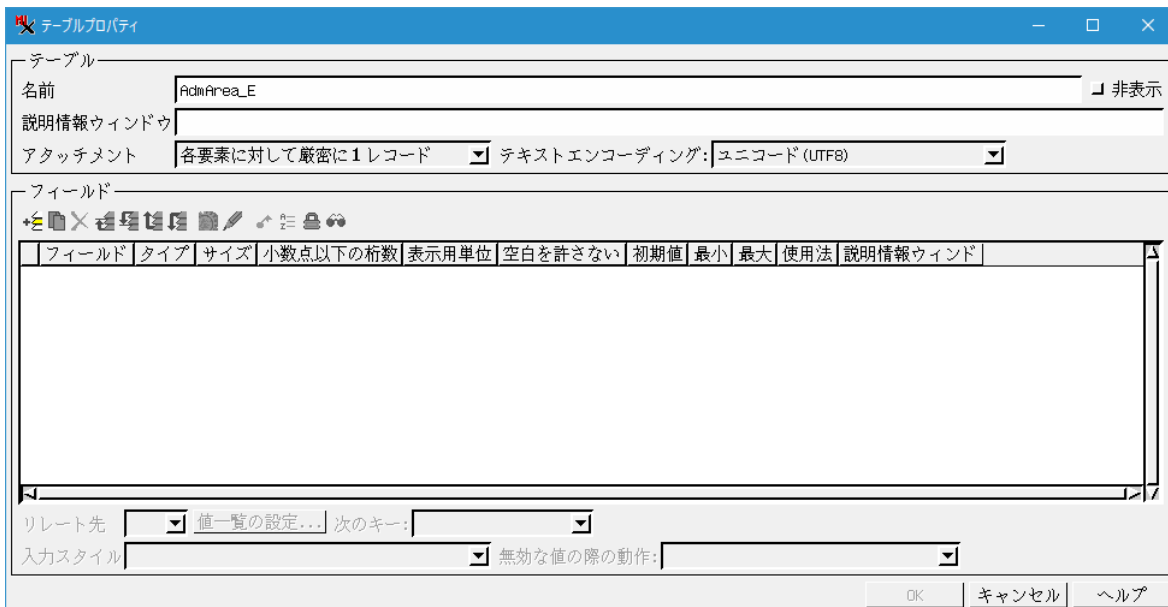 テーブルプロパティ
テーブル
名前 AdmArea_E 非表示
説明情報ウィンドウ
アタッチメント 各要素に対して厳密に1レコード テキストエンコーディング: ユニコード(UTF8)
フィールド
フィールド タイプ サイズ 小数点以下の桁数 表示用単位 空白を許さない 初期値 最小 最大 使用法 説明情報ウィンド
リレート先 値一覧の設定... 次のキー:
入力スタイル 無効な値の際の動作:
OK キャンセル ヘルプ